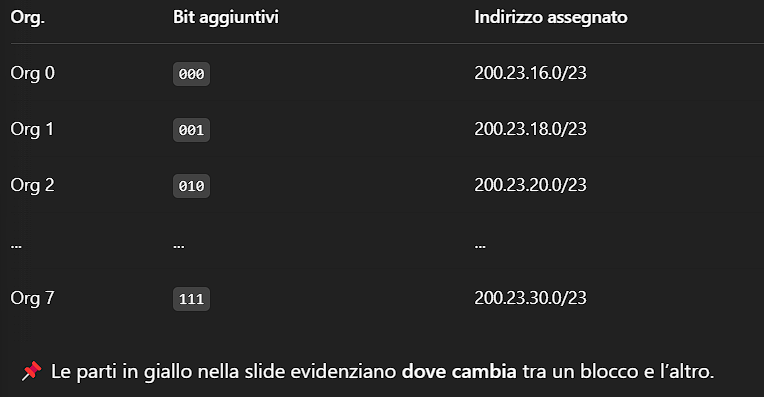 Org. Bit aggiuntivi Indirizzo assegnato
Org 0 000 200.23.16.0/23
Org 1 001 200.23.18.0/23
Org 2 010 200.23.20.0/23
... ... ...
Org 7 111 200.23.30.0/23
📌 Le parti in giallo nella slide evidenziano dove cambia tra un blocco e l’altro.